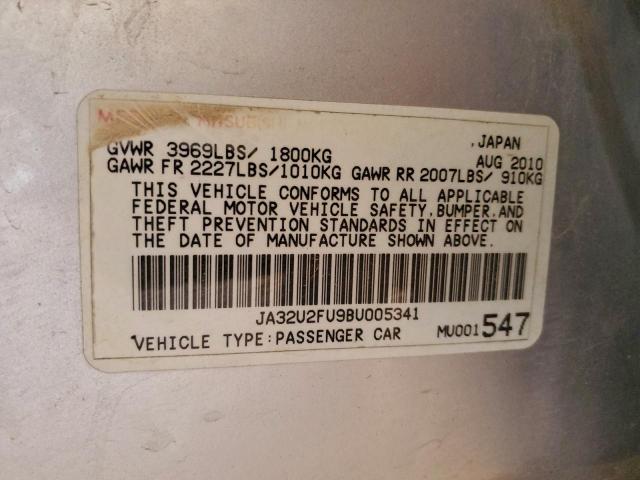 MITSUBISHI
,JAPAN
GVWR 3969LBS/ 1800KG AUG 2010
GAWR FR 2227LBS/1010KG GAWR RR 2007LBS/ 910KG
THIS VEHICLE CONFORMS TO ALL APPLICABLE
FEDERAL MOTOR VEHICLE SAFETY,BUMPER,AND
THEFT PREVENTION STANDARDS IN EFFECT ON
THE DATE OF MANUFACTURE SHOWN ABOVE.
JA32U2FU9BU005341
VEHICLE TYPE:PASSENGER CAR MU001547